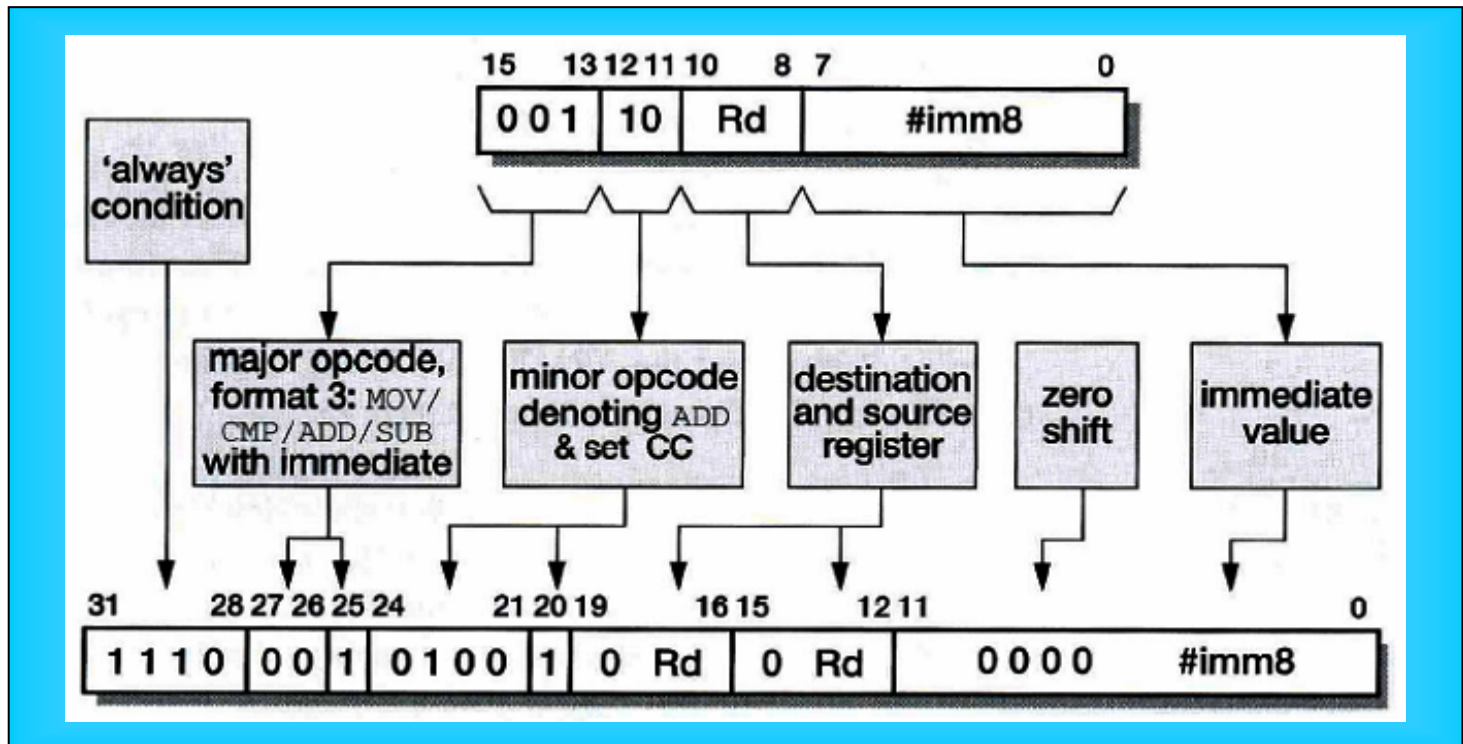 15 13 12 11 10 8 7 0
0 0 1 10 Rd #imm8
'always'
condition
major opcode,
format 3: MOV/
CMP/ADD/SUB
with immediate
minor opcode
denoting ADD
& set CC
destination
and source
register
zero
shift
immediate
value
31 28 27 26 25 24 21 20 19 16 15 12 11 0
1 1 1 0 0 0 1 0 1 0 0 1 0 Rd 0 Rd 0 0 0 0 #imm8